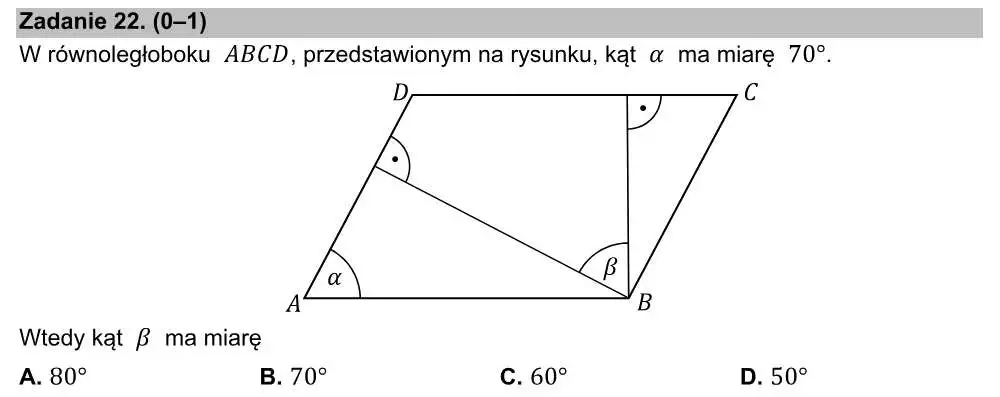 Zadanie 22. (0–1)
W równoległoboku ABCD, przedstawionym na rysunku, kąt α ma miarę 70°.
D
C
α
β
A
B
Wtedy kąt β ma miarę
A. 80° B. 70° C. 60° D. 50°